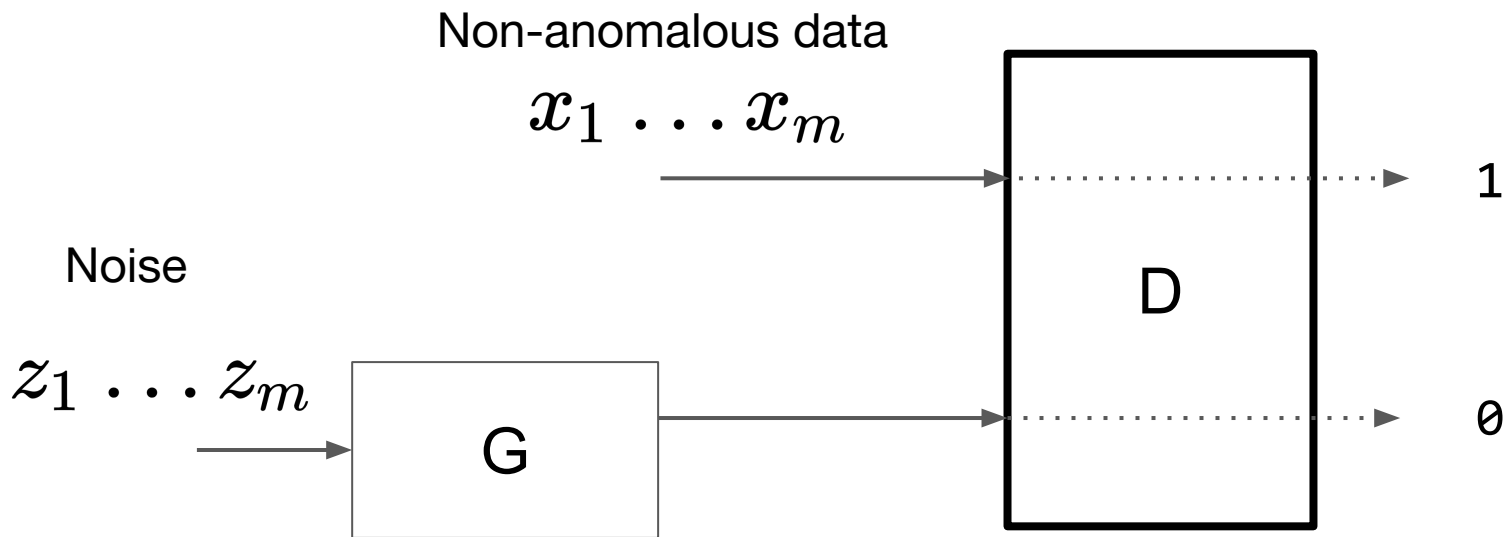 Non-anomalous data
x₁ ... xₘ
1
Noise
D
z₁ ... zₘ
0
G